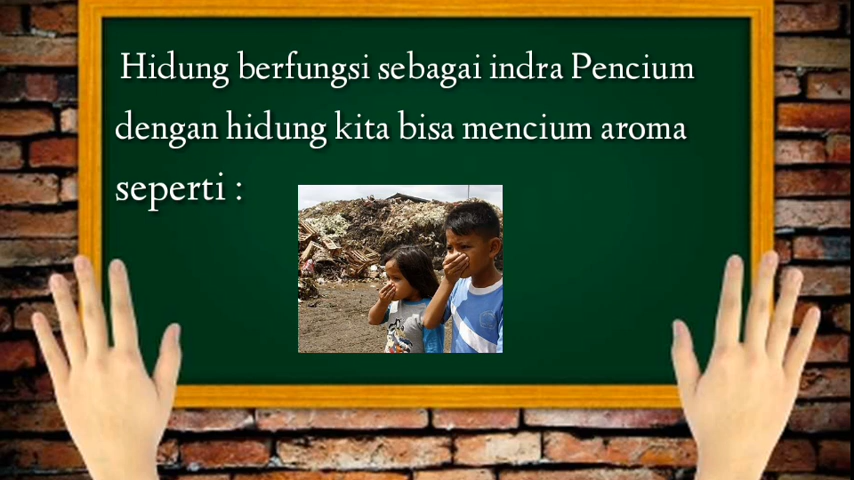 Hidung berfungsi sebagai indra Pencium
dengan hidung kita bisa mencium aroma
seperti :